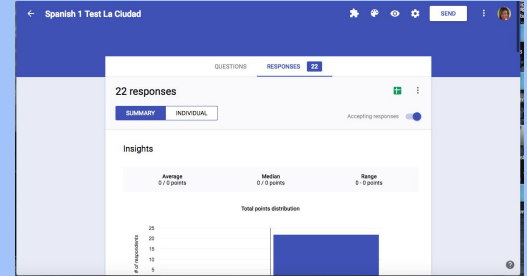 Spanish 1 Test La Ciudad
SEND
QUESTIONS RESPONSES 22
22 responses
SUMMARY INDIVIDUAL
Accepting responses
Insights
Average Median Range
0 / 0 points 0 / 0 points 0 - 0 points
Total points distribution
# of respondents
25
20
15
10
5